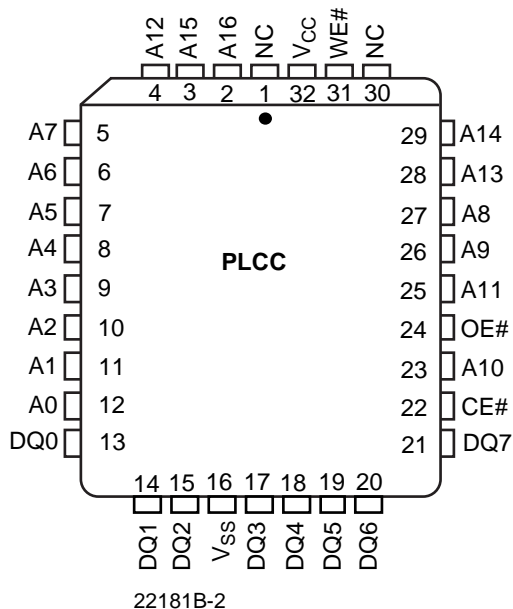 A12 A15 A16 NC VCC WE# NC
4 3 2 1 32 31 30
A7 5 29 A14
A6 6 28 A13
A5 7 27 A8
A4 8 26 A9
PLCC
A3 9 25 A11
A2 10 24 OE#
A1 11 23 A10
A0 12 22 CE#
DQ0 13 21 DQ7
14 15 16 17 18 19 20
DQ1 DQ2 VSS DQ3 DQ4 DQ5 DQ6
22181B-2